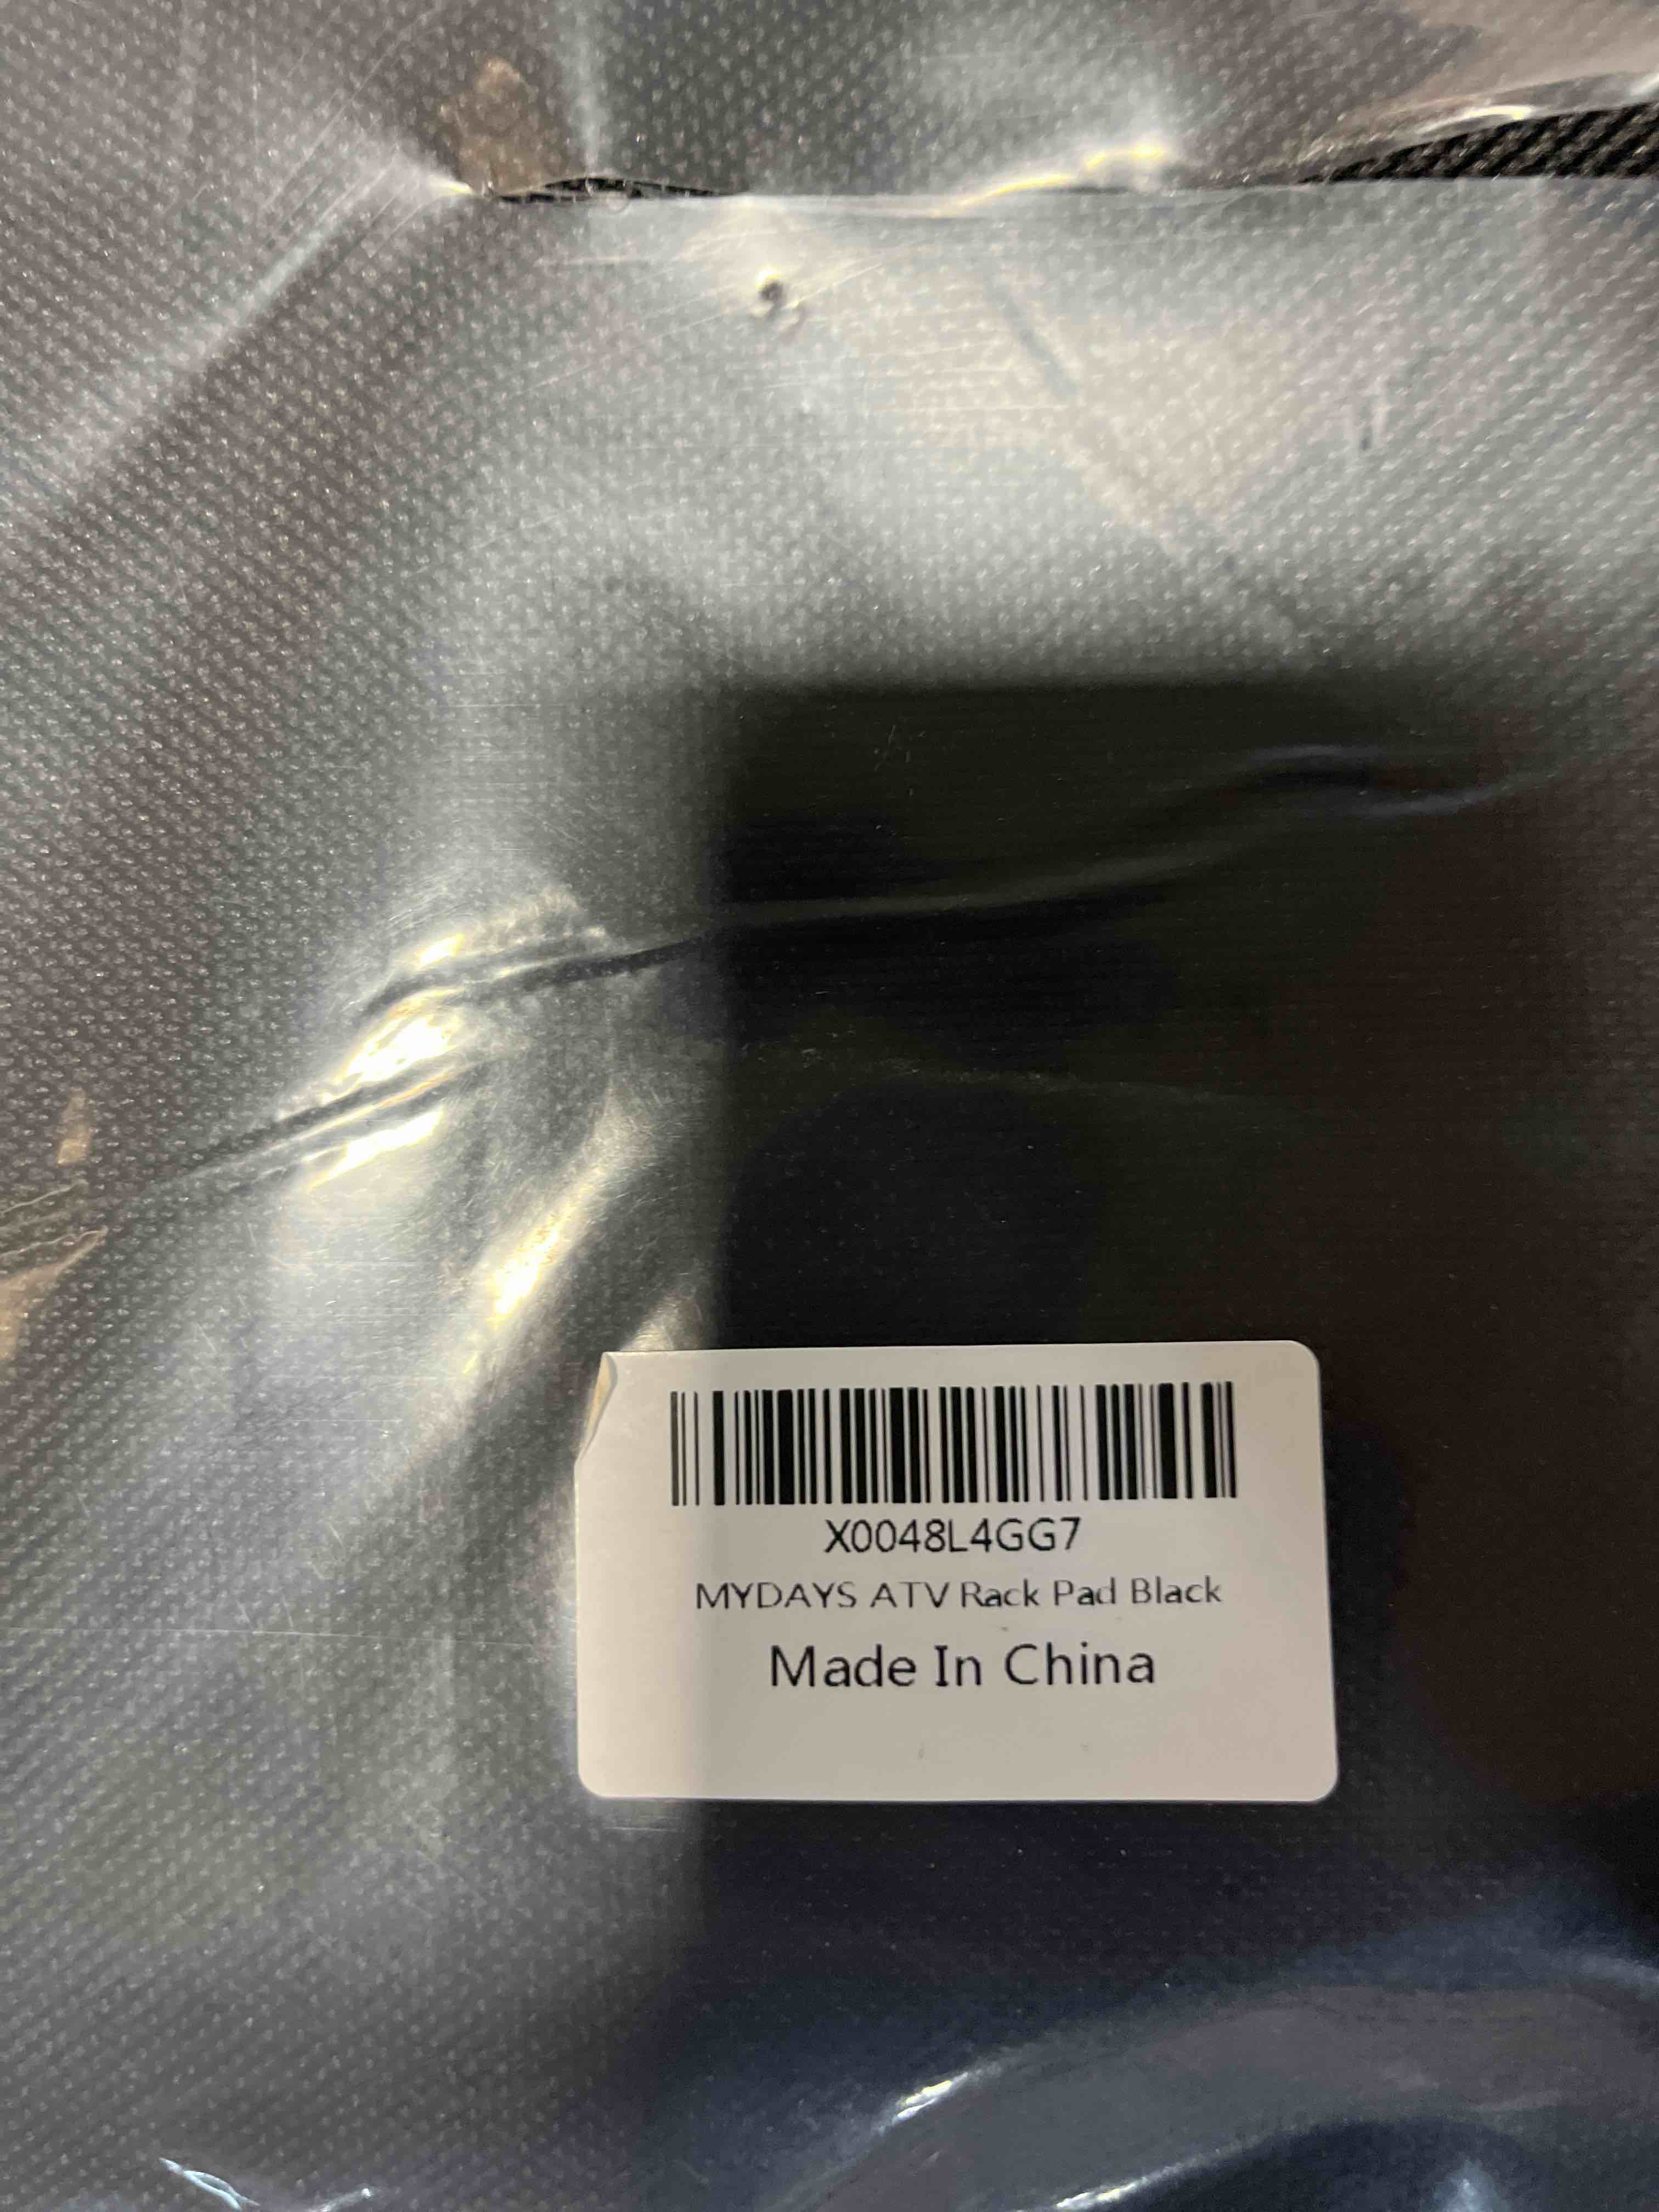 X0048L4GG7
MYDAYS ATV Rack Pad Black
Made In China